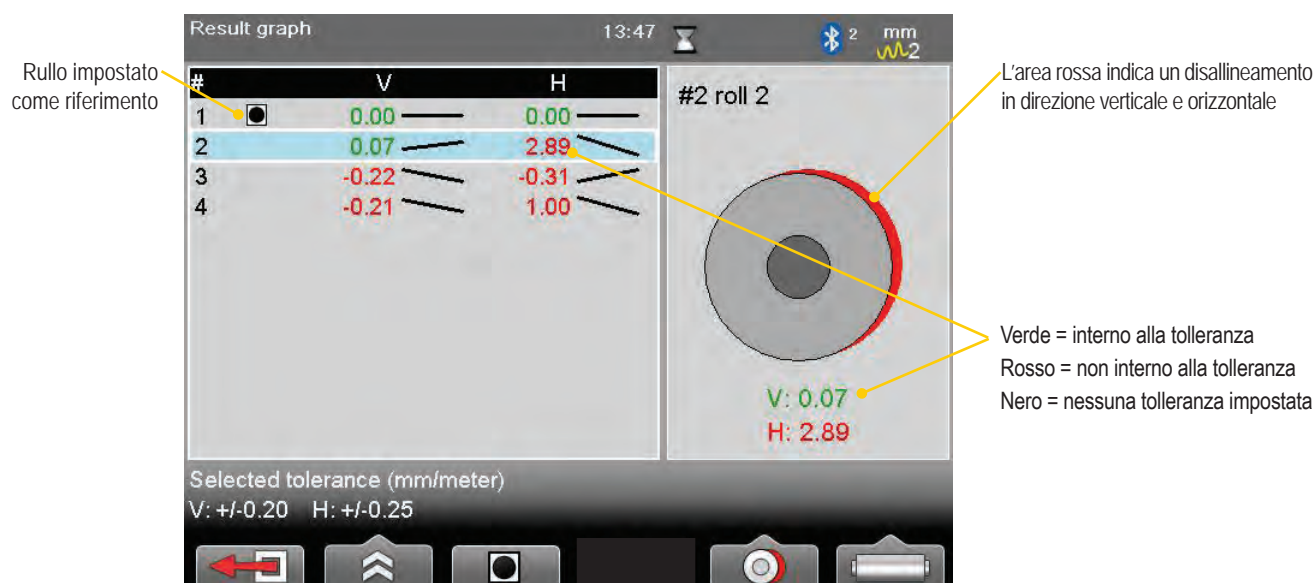 Result graph 13:47 2 mm
2
Rullo impostato
come riferimento
# V H
1 0.00 0.00
2 0.07 2.89
3 -0.22 -0.31
4 -0.21 1.00
#2 roll 2
V: 0.07
H: 2.89
L'area rossa indica un disallineamento
in direzione verticale e orizzontale
Verde = interno alla tolleranza
Rosso = non interno alla tolleranza
Nero = nessuna tolleranza impostata
Selected tolerance (mm/meter)
V: +/-0.20 H: +/-0.25